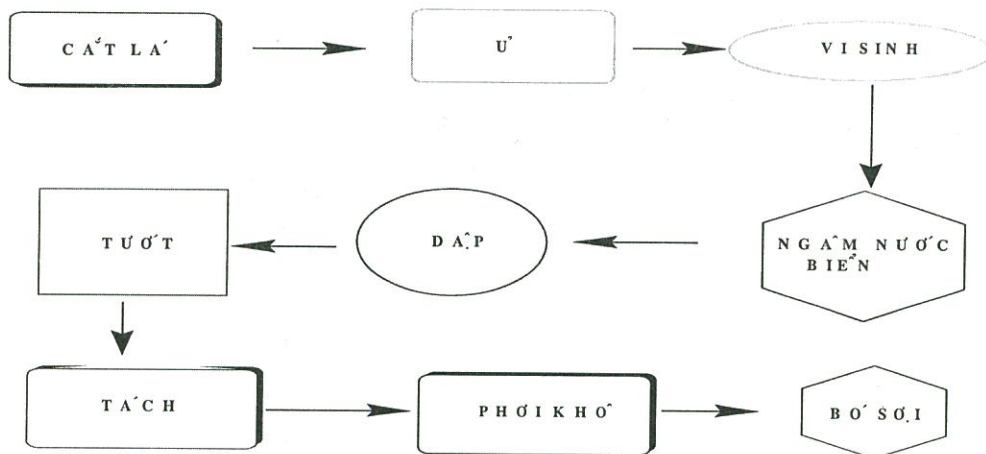 CẮT LÁ
Ủ
VI SINH
NGÂM NƯỚC
BIỂN
DẬP
TƯỚT
TÁCH
PHƠI KHÔ
BÓ SỢI